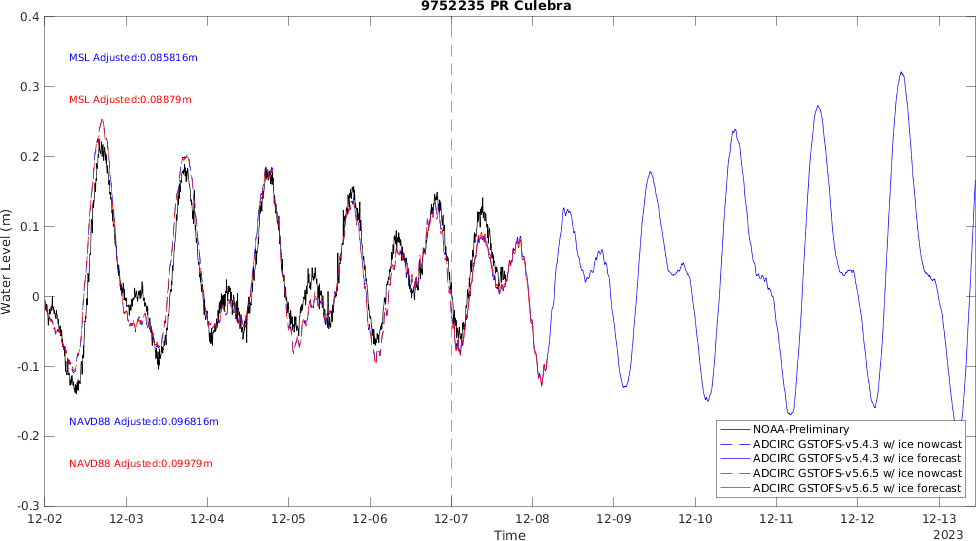 9752235 PR Culebra
0.4
0.3
0.2
0.1
0
-0.1
-0.2
-0.3
Water Level (m)
MSL Adjusted:0.085816m
MSL Adjusted:0.08879m
NAVD88 Adjusted:0.096816m
NAVD88 Adjusted:0.09979m
NOAA-Preliminary
ADCIRC GSTOFS-v5.4.3 w/ ice nowcast
ADCIRC GSTOFS-v5.4.3 w/ ice forecast
ADCIRC GSTOFS-v5.6.5 w/ ice nowcast
ADCIRC GSTOFS-v5.6.5 w/ ice forecast
12-02 12-03 12-04 12-05 12-06 12-07 12-08 12-09 12-10 12-11 12-12 12-13
2023
Time